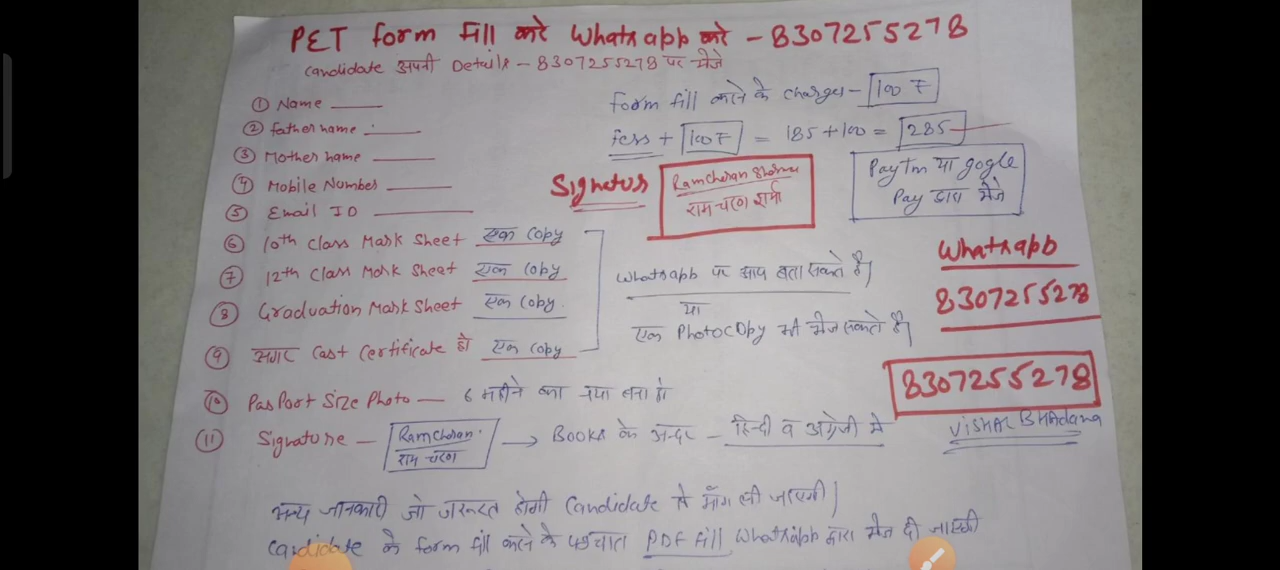 PET form fill करे Whatsapp करे - 8307255278
Candidate अपनी Details - 8307255278 पर भेजे
form fill करने के charges - 100 ₹
① Name
② Father name :
fess + 100 ₹ = 185 + 100 = 285
③ Mother name
④ Mobile Number
⑤ Email ID
Signatus
Ramcharan Sharma
राम चरण शर्मा
PayTm या gogle
Pay द्वारा भेजे
⑥ 10th Class Mark Sheet एक Copy
⑦ 12th Class Mark Sheet एक Copy
⑧ Graduation Mark Sheet एक Copy
⑨ अगर Cast Certificate हो एक Copy
Whatsapp पर आप बता सकते है।
या
एक PhotoCopy भी भेज सकते है।
Whatsapp
8307255278
8307255278
VISHAL BHAdana
⑩ PasPort Size Photo — 6 महीने का नया बना हो
⑪ Signature - Ramcharan
राम चरण
→ Books के अन्दर - हिन्दी व अंग्रेजी मे
अन्य जानकारी जो जरूरत होगी Candidate से माँग ली जाएगी।
Candidate के form fill करने के पश्चात PDF fill Whatsapp द्वारा भेज दी जाएगी